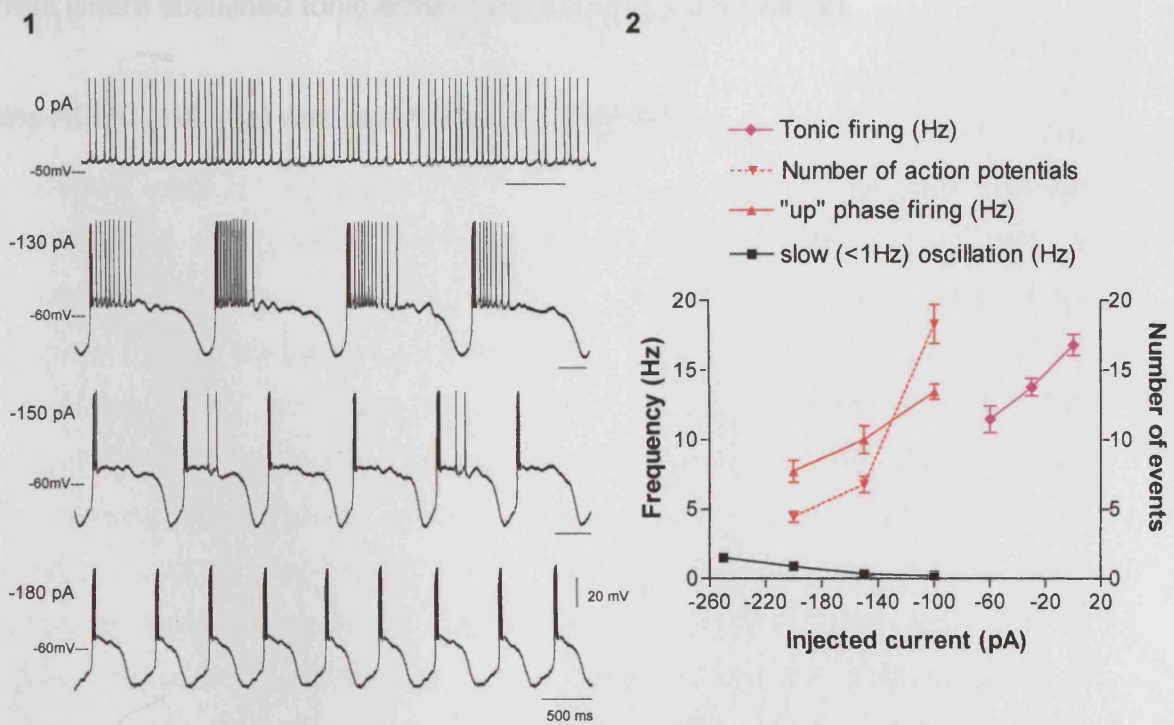 1
0 pA
-50mV
-130 pA
-60mV
-150 pA
-60mV
-180 pA
20 mV
-60mV
500 ms
2
Tonic firing (Hz)
Number of action potentials
"up" phase firing (Hz)
slow (<1Hz) oscillation (Hz)
Frequency (Hz)
20
15
10
5
0
20
15
10
5
0
Number of events
-260 -220 -180 -140 -100 -60 -20 20
Injected current (pA)